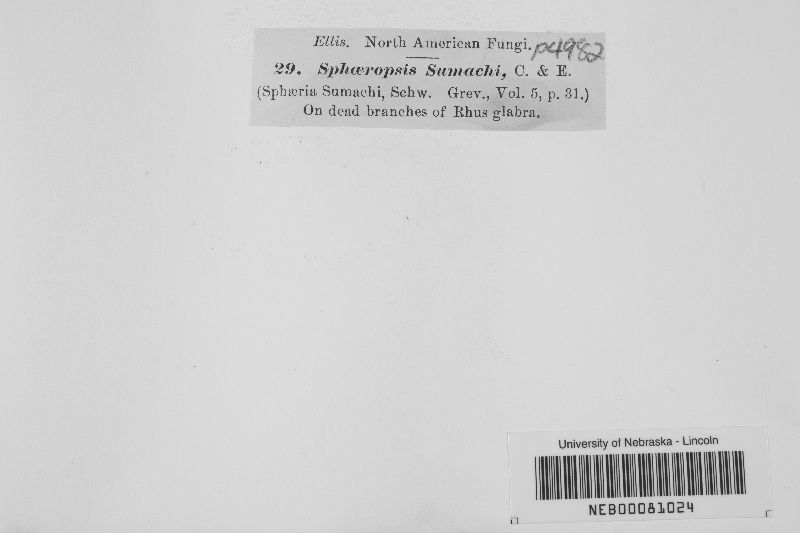 Ellis. North American Fungi. p4982
29. Sphæropsis Sumachi, C. & E.
(Sphæria Sumachi, Schw. Grev., Vol. 5, p. 31.)
On dead branches of Rhus glabra.
University of Nebraska - Lincoln
NEB00081024